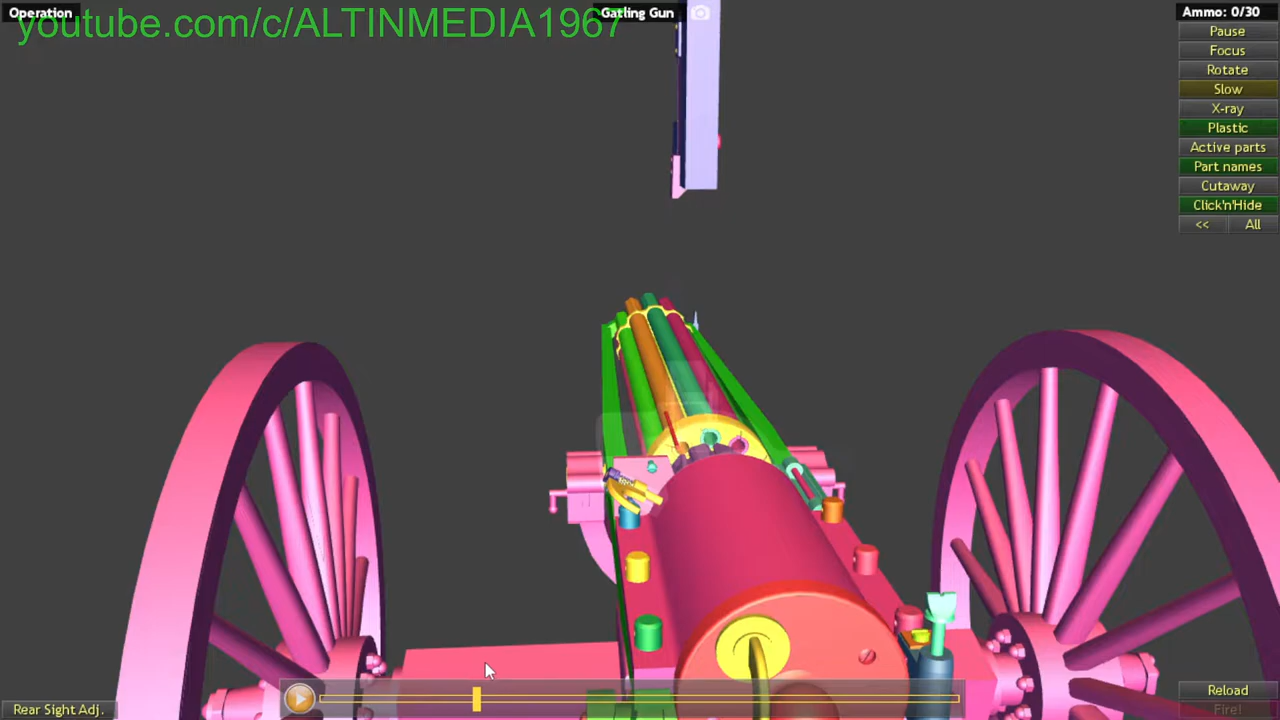 Operation
Gatling Gun
youtube.com/c/ALTINMEDIA1967
Ammo: 0/30
Pause
Focus
Rotate
Slow
X-ray
Plastic
Active parts
Part names
Cutaway
Click'n'Hide
<< All
Rear Sight Adj.
Reload
Fire!